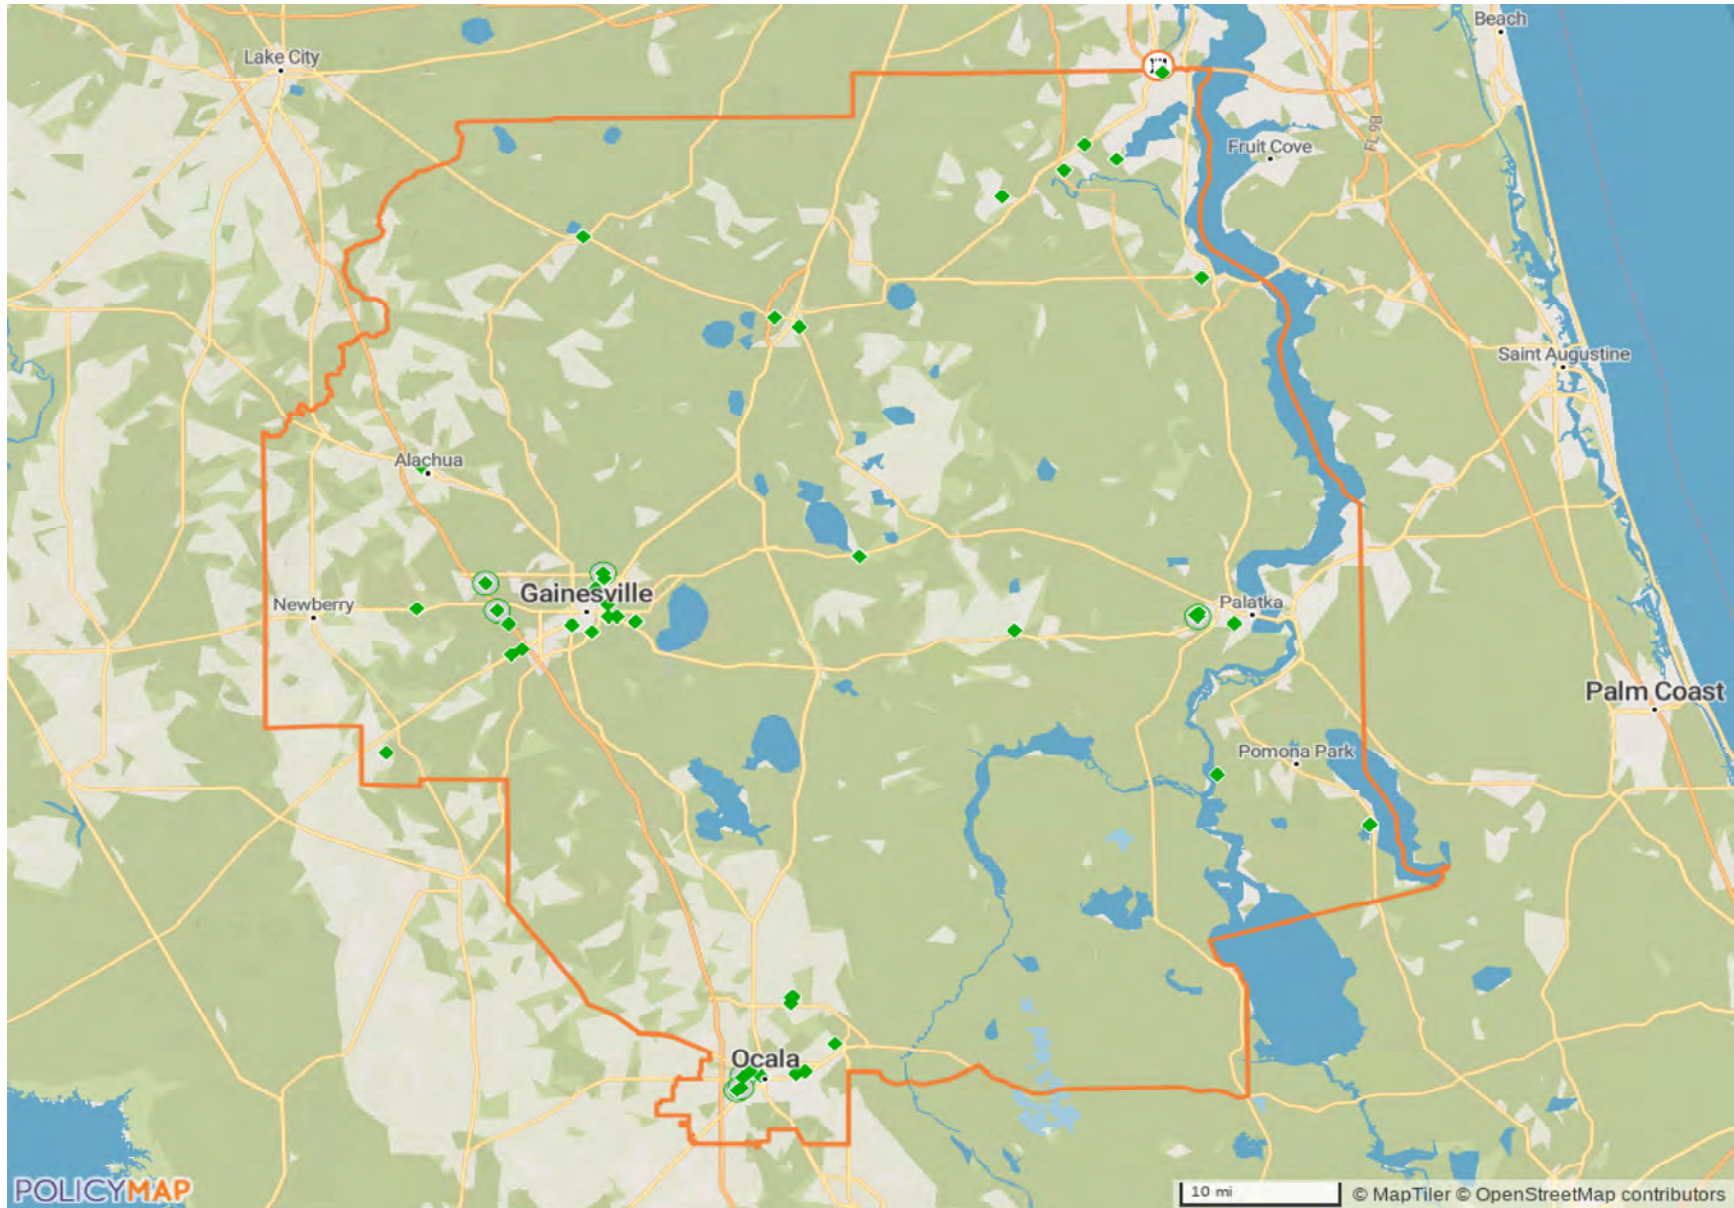 Beach
Lake City
FL 9B
Fruit Cove
Saint Augustine
Alachua
Gainesville
Newberry
Palatka
Palm Coast
Pomona Park
Ocala
POLICYMAP
10 mi
© MapTiler © OpenStreetMap contributors